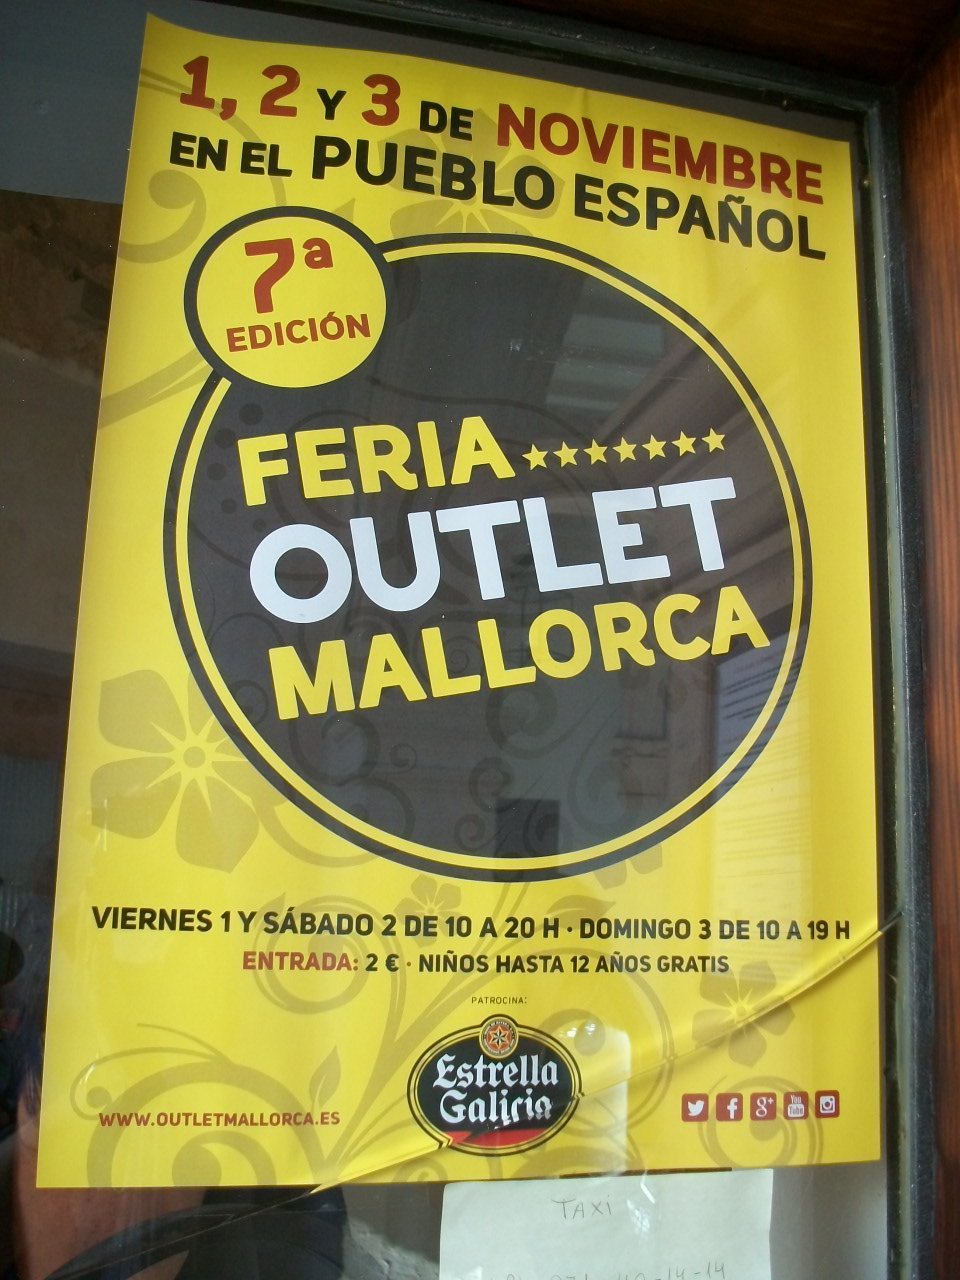 1, 2 Y 3 DE NOVIEMBRE
EN EL PUEBLO ESPAÑOL
7ª
EDICIÓN
FERIA
OUTLET
MALLORCA
VIERNES 1 Y SÁBADO 2 DE 10 A 20 H · DOMINGO 3 DE 10 A 19 H
ENTRADA: 2 € · NIÑOS HASTA 12 AÑOS GRATIS
PATROCINA:
Estrella
Galicia
WWW.OUTLETMALLORCA.ES
g+
You
Tube
TAXi